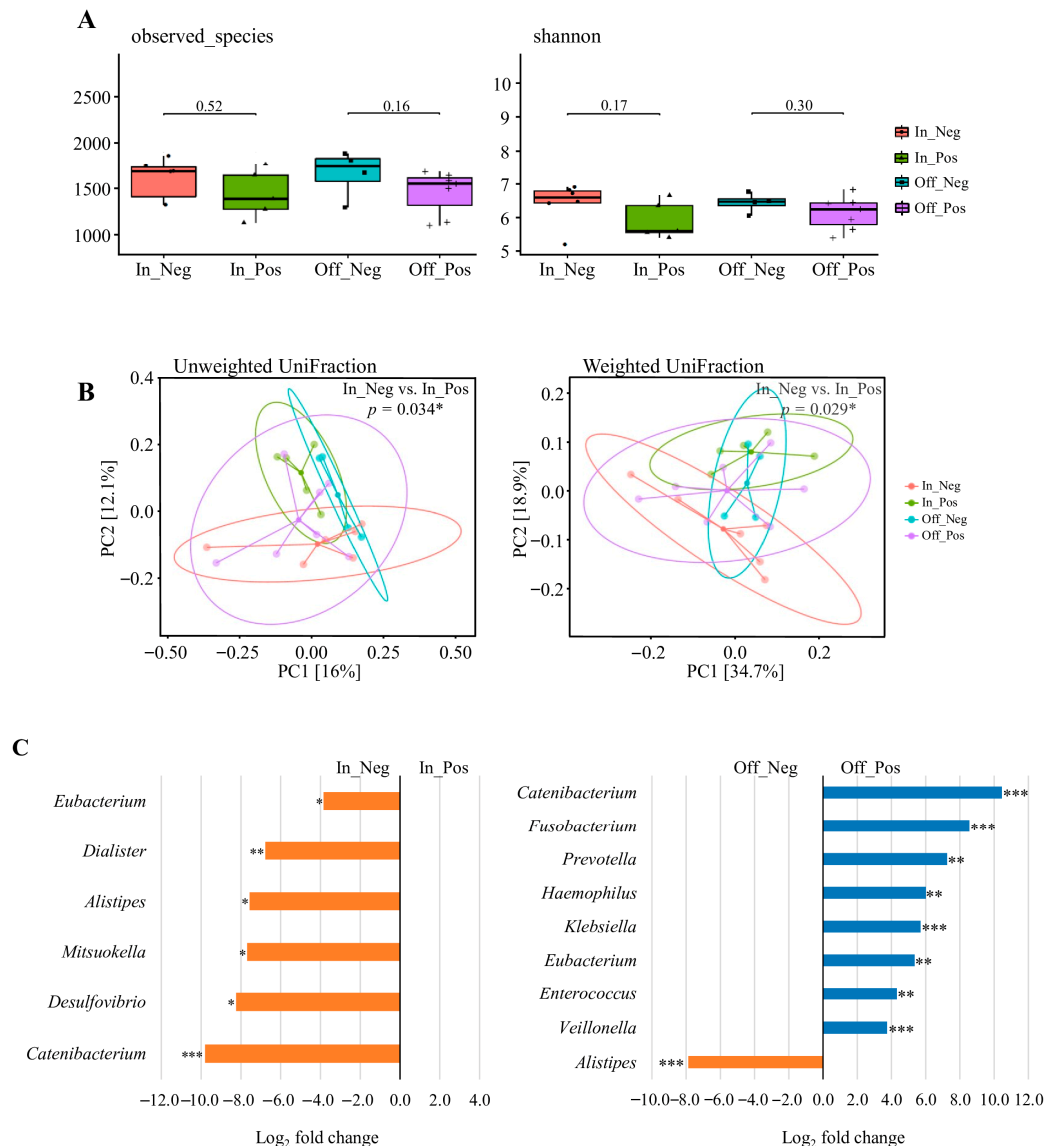 A
observed_species
shannon
2500
2000
1500
1000
0.52
0.16
In_Neg
In_Pos
Off_Neg
Off_Pos
10
9
8
7
6
5
0.17
0.30
In_Neg
In_Pos
Off_Neg
Off_Pos
In_Neg
In_Pos
Off_Neg
Off_Pos
B
Unweighted UniFraction
In_Neg vs. In_Pos
p = 0.034*
PC2 [12.1%]
0.4
0.2
0.0
−0.2
−0.50
−0.25
0.00
0.25
0.50
PC1 [16%]
Weighted UniFraction
In_Neg vs. In_Pos
p = 0.029*
PC2 [18.9%]
0.2
0.1
0.0
−0.1
−0.2
−0.2
0.0
0.2
PC1 [34.7%]
In_Neg
In_Pos
Off_Neg
Off_Pos
C
In_Neg
In_Pos
Eubacterium
*
Dialister
**
Alistipes
*
Mitsuokella
*
Desulfovibrio
*
Catenibacterium
***
−12.0 −10.0 −8.0 −6.0 −4.0 −2.0 0.0 2.0 4.0
Log₂ fold change
Off_Neg
Off_Pos
Catenibacterium
***
Fusobacterium
***
Prevotella
**
Haemophilus
**
Klebsiella
***
Eubacterium
**
Enterococcus
**
Veillonella
***
Alistipes
***
−10.0 −8.0 −6.0 −4.0 −2.0 0.0 2.0 4.0 6.0 8.0 10.0 12.0
Log₂ fold change